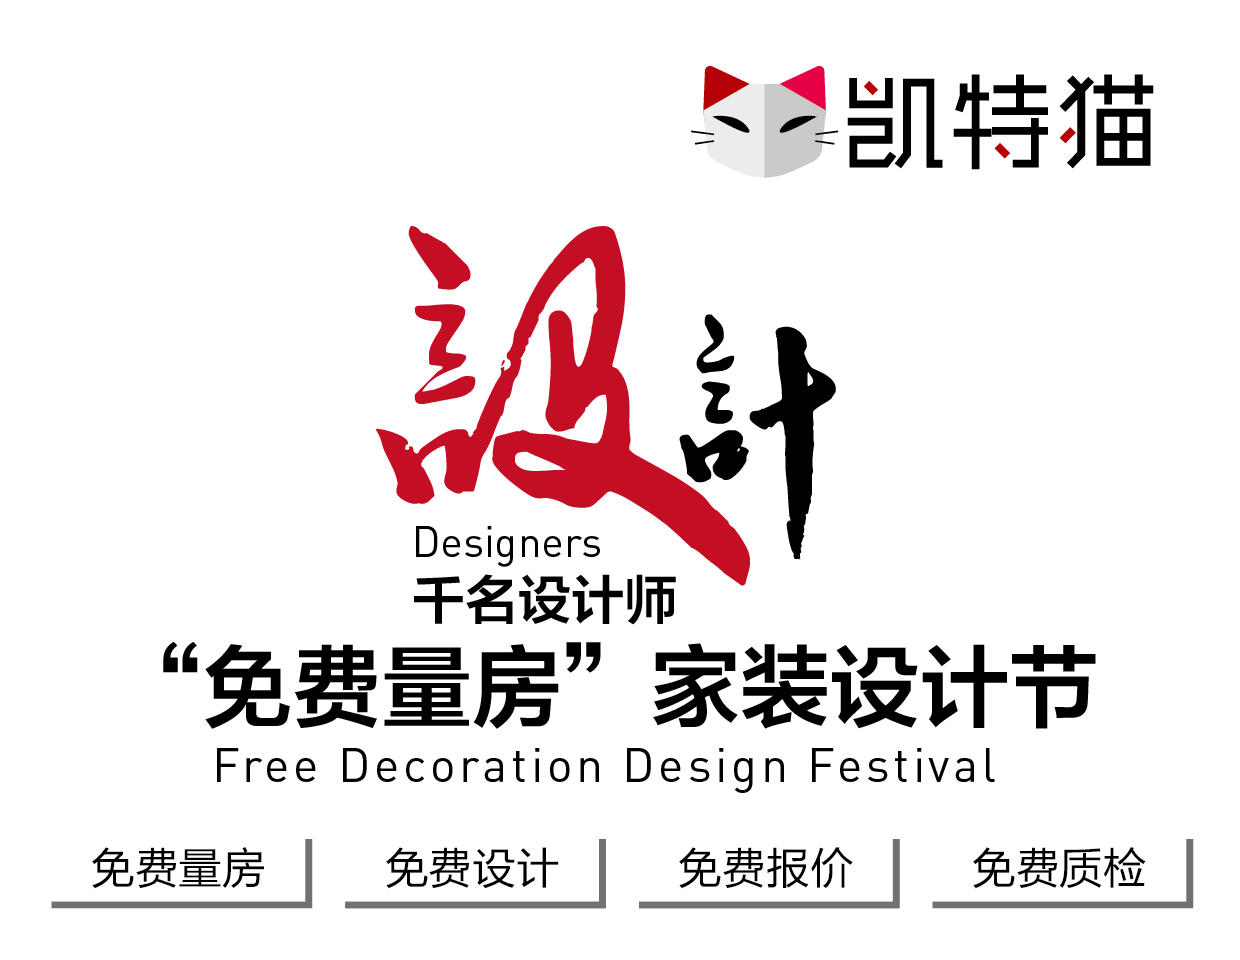 凯特猫
設計
Designers
千名设计师
“免费量房”家装设计节
Free Decoration Design Festival
免费量房 免费设计 免费报价 免费质检